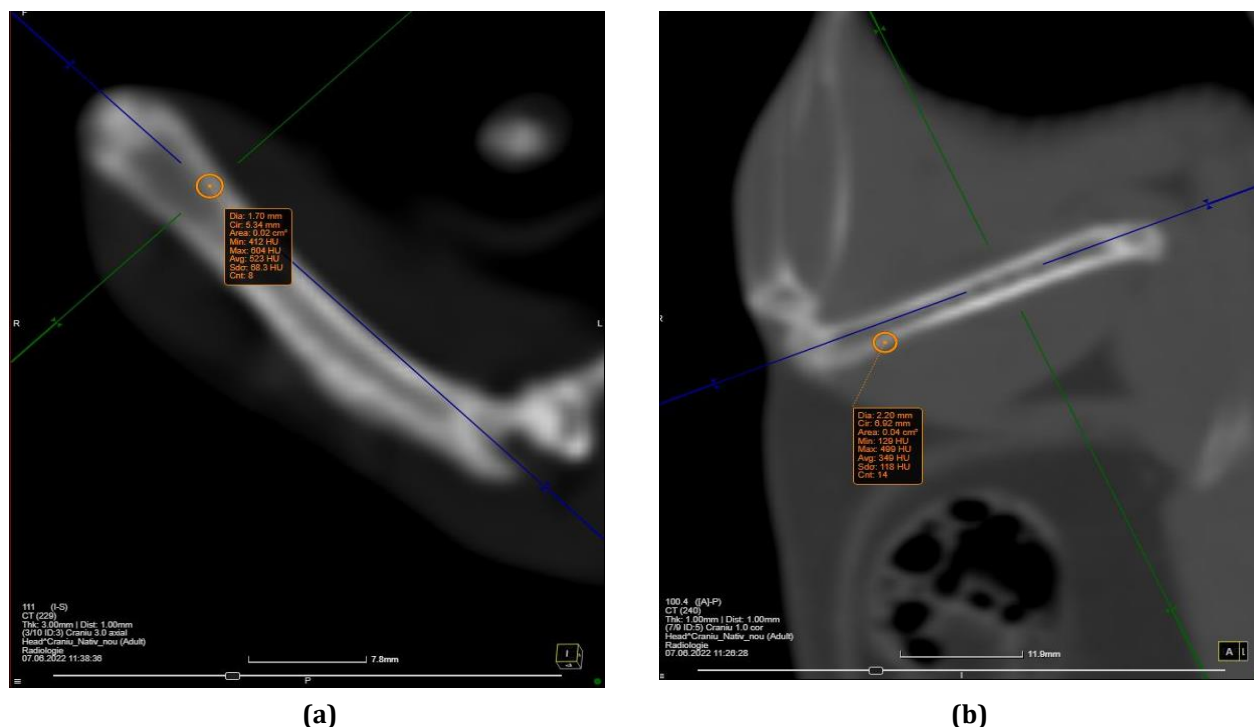 F
R
L
Dia: 1.70 mm
Cir: 5.34 mm
Area: 0.02 cm²
Min: 412 HU
Max: 604 HU
Avg: 523 HU
Sdσ: 68.3 HU
Cnt: 8
111 (I-S)
CT (229)
Thk: 3.00mm | Dist: 1.00mm
(3/10 ID:3) Craniu 3.0 axial
Head^Craniu_Nativ_nou (Adult)
Radiologie
07.06.2022 11:38:36
7.8mm
I
P
(a)
R
Dia: 2.20 mm
Cir: 6.92 mm
Area: 0.04 cm²
Min: 129 HU
Max: 499 HU
Avg: 349 HU
Sdσ: 118 HU
Cnt: 14
100.4 ([A]-P)
CT (240)
Thk: 1.00mm | Dist: 1.00mm
(7/9 ID:5) Craniu 1.0 cor
Head^Craniu_Nativ_nou (Adult)
Radiologie
07.06.2022 11:26:28
11.9mm
A L
I
(b)